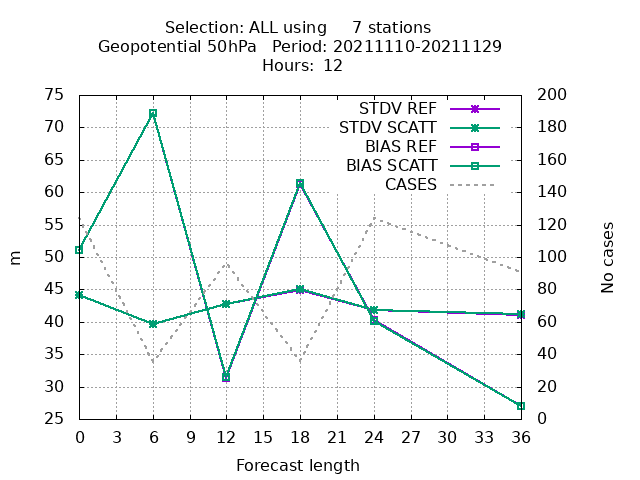 Selection: ALL using     7 stations
Geopotential 50hPa   Period: 20211110-20211129
Hours: 12
STDV REF
STDV SCATT
BIAS REF
BIAS SCATT
CASES
75
70
65
60
55
50
45
40
35
30
25
m
200
180
160
140
120
100
80
60
40
20
0
No cases
0 3 6 9 12 15 18 21 24 27 30 33 36
Forecast length